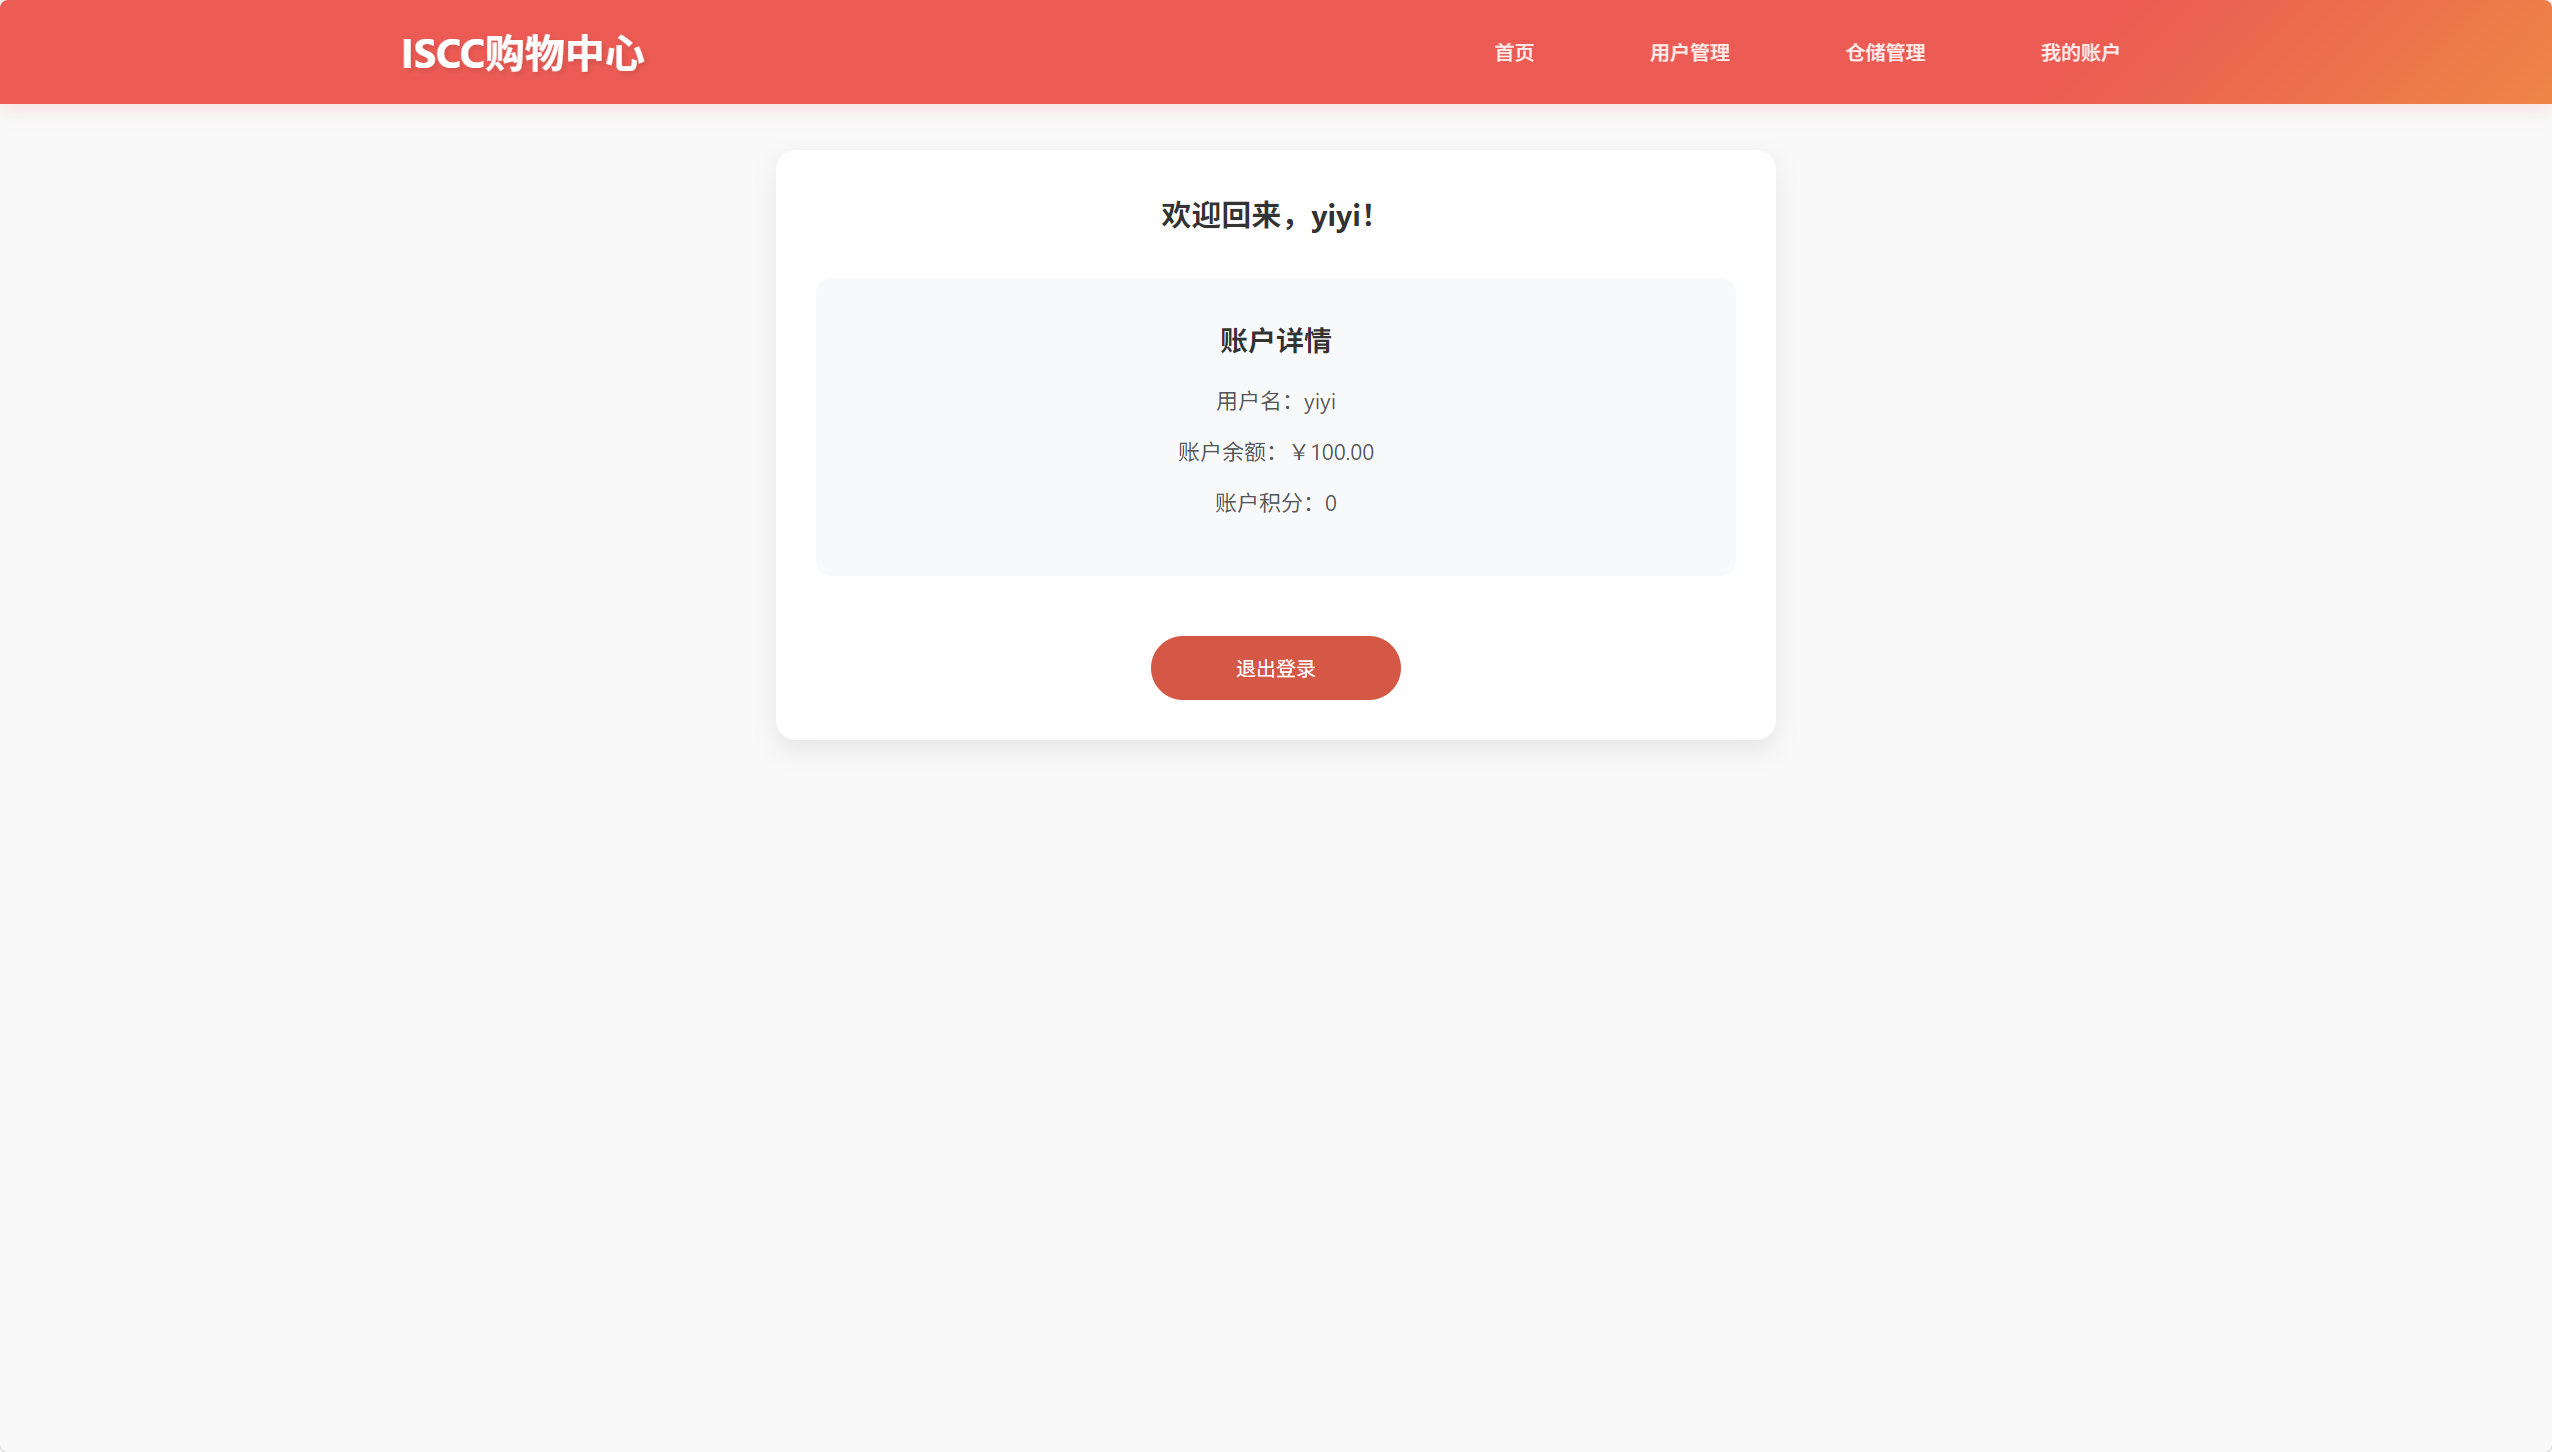 ISCC购物中心
首页 用户管理 仓储管理 我的账户
欢迎回来，yiyi！
账户详情
用户名：yiyi
账户余额：￥100.00
账户积分：0
退出登录